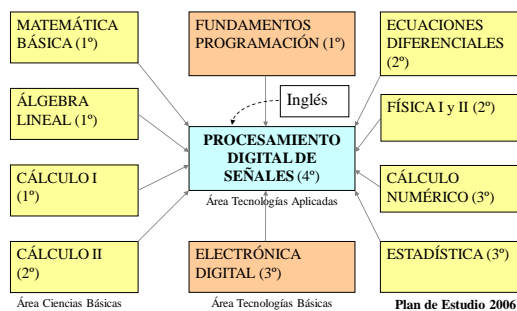 MATEMÁTICA
BÁSICA (1º)
FUNDAMENTOS
PROGRAMACIÓN (1º)
ECUACIONES
DIFERENCIALES
(2º)
Inglés
ÁLGEBRA
LINEAL (1º)
FÍSICA I y II (2º)
PROCESAMIENTO
DIGITAL DE
SEÑALES (4º)
Área Tecnologías Aplicadas
CÁLCULO I
(1º)
CÁLCULO
NUMÉRICO (3º)
CÁLCULO II
(2º)
ELECTRÓNICA
DIGITAL (3º)
ESTADÍSTICA (3º)
Área Ciencias Básicas
Área Tecnologías Básicas
Plan de Estudio 2006